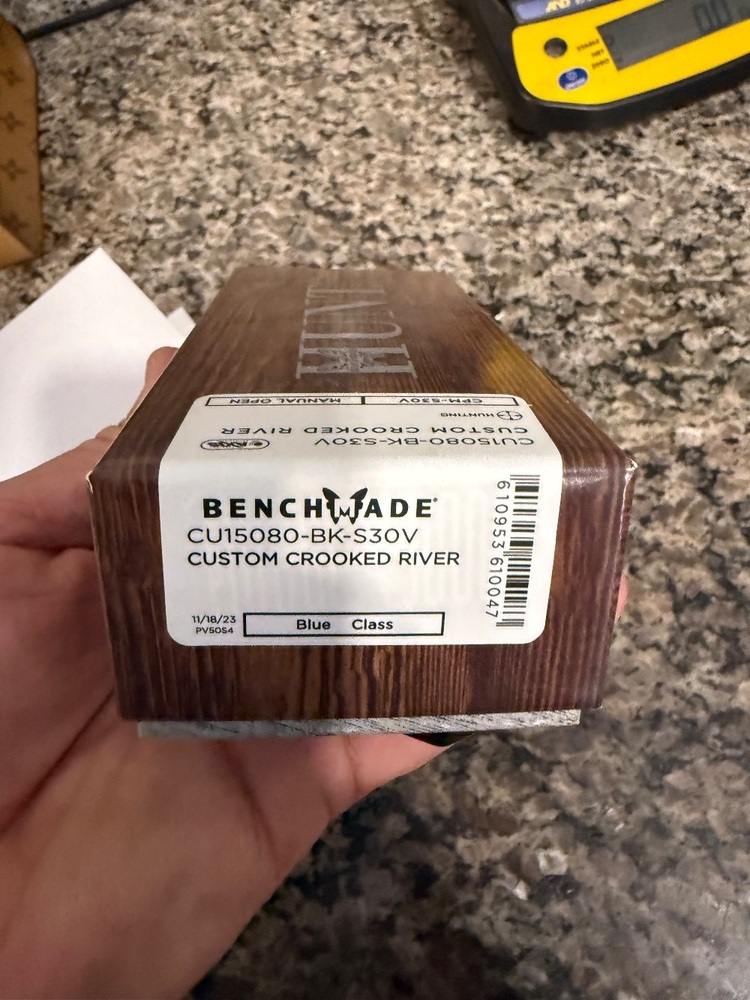 HUNT
CPM-S30V
MANUAL OPEN
HUNTING
CU15080-BK-S30V
CUSTOM CROOKED RIVER
BENCHMADE®
CU15080-BK-S30V
CUSTOM CROOKED RIVER
11/18/23
PV50S4
Blue Class
610953 610047
AND